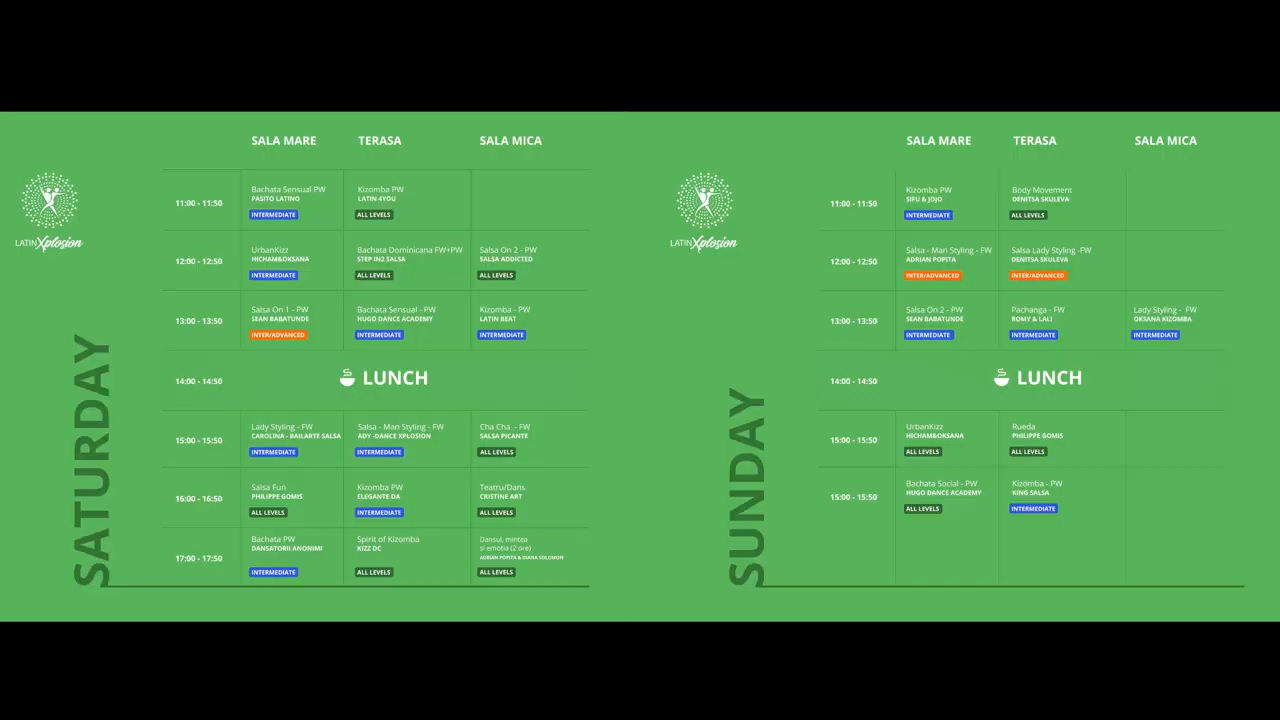 SALA MARE TERASA SALA MICA
LATINXplosion
11:00 - 11:50
Bachata Sensual PW
PASITO LATINO
INTERMEDIATE
Kizomba PW
LATIN 4YOU
ALL LEVELS
12:00 - 12:50
UrbanKizz
HICHAM&OKSANA
INTERMEDIATE
Bachata Dominicana FW+PW
STEP IN2 SALSA
ALL LEVELS
Salsa On 2 - PW
SALSA ADDICTED
ALL LEVELS
13:00 - 13:50
Salsa On 1 - PW
SEAN BABATUNDE
INTER/ADVANCED
Bachata Sensual - PW
HUGO DANCE ACADEMY
INTERMEDIATE
Kizomba - PW
LATIN BEAT
INTERMEDIATE
14:00 - 14:50
LUNCH
15:00 - 15:50
Lady Styling - FW
CAROLINA - BAILARTE SALSA
INTERMEDIATE
Salsa - Man Styling - FW
ADY -DANCE XPLOSION
INTERMEDIATE
Cha Cha - FW
SALSA PICANTE
ALL LEVELS
16:00 - 16:50
Salsa Fun
PHILIPPE GOMIS
ALL LEVELS
Kizomba PW
ELEGANTE DA
INTERMEDIATE
Teatru/Dans
CRISTINE ART
ALL LEVELS
17:00 - 17:50
Bachata PW
DANSATORII ANONIMI
INTERMEDIATE
Spirit of Kizomba
KIZZ DC
ALL LEVELS
Dansul, mintea
si emotia (2 ore)
ADRIAN POPITA & DIANA SOLOMON
ALL LEVELS
SATURDAY
SALA MARE TERASA SALA MICA
LATINXplosion
11:00 - 11:50
Kizomba PW
SIFU & JOJO
INTERMEDIATE
Body Movement
DENITSA SKULEVA
ALL LEVELS
12:00 - 12:50
Salsa - Man Styling - FW
ADRIAN POPITA
INTER/ADVANCED
Salsa Lady Styling -FW
DENITSA SKULEVA
INTER/ADVANCED
13:00 - 13:50
Salsa On 2 - PW
SEAN BABATUNDE
INTERMEDIATE
Pachanga - FW
ROMY & LALI
INTERMEDIATE
Lady Styling - FW
OKSANA KIZOMBA
INTERMEDIATE
14:00 - 14:50
LUNCH
15:00 - 15:50
UrbanKizz
HICHAM&OKSANA
ALL LEVELS
Rueda
PHILIPPE GOMIS
ALL LEVELS
15:00 - 15:50
Bachata Social - PW
HUGO DANCE ACADEMY
ALL LEVELS
Kizomba - PW
KING SALSA
INTERMEDIATE
SUNDAY